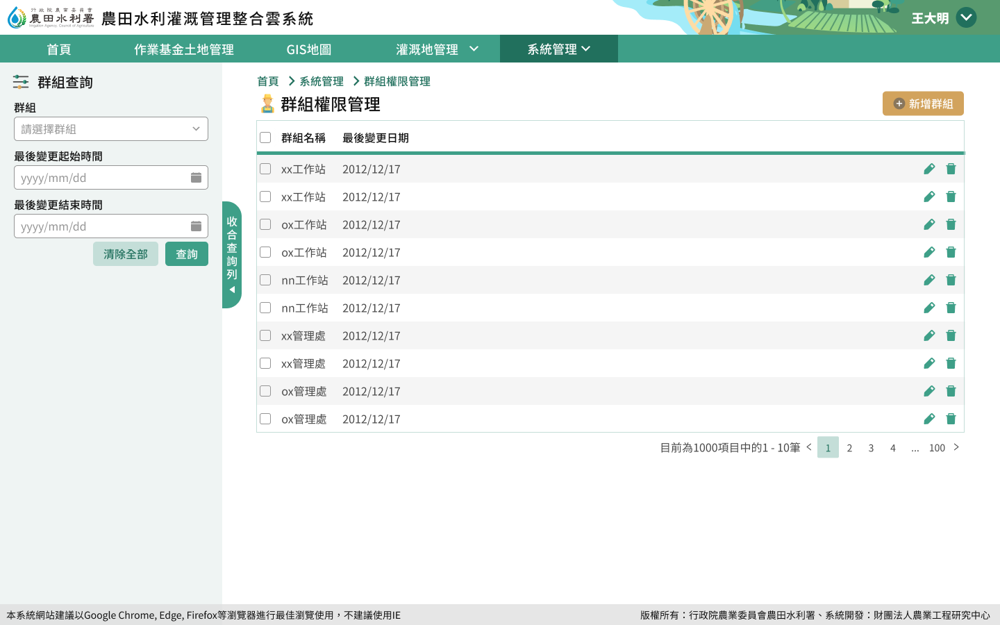 行政院農業委員會
農田水利署
Irrigation Agency, Council of Agriculture
農田水利灌溉管理整合雲系統
王大明
首頁
作業基金土地管理
GIS地圖
灌溉地管理
系統管理
群組查詢
群組
請選擇群組
最後變更起始時間
yyyy/mm/dd
最後變更結束時間
yyyy/mm/dd
清除全部
查詢
收合查詢列
首頁 系統管理 群組權限管理
群組權限管理
新增群組
群組名稱 最後變更日期
xx工作站 2012/12/17
xx工作站 2012/12/17
ox工作站 2012/12/17
ox工作站 2012/12/17
nn工作站 2012/12/17
nn工作站 2012/12/17
xx管理處 2012/12/17
xx管理處 2012/12/17
ox管理處 2012/12/17
ox管理處 2012/12/17
目前為1000項目中的1 - 10筆 1 2 3 4 ... 100
本系統網站建議以Google Chrome, Edge, Firefox等瀏覽器進行最佳瀏覽使用，不建議使用IE
版權所有：行政院農業委員會農田水利署、系統開發：財團法人農業工程研究中心